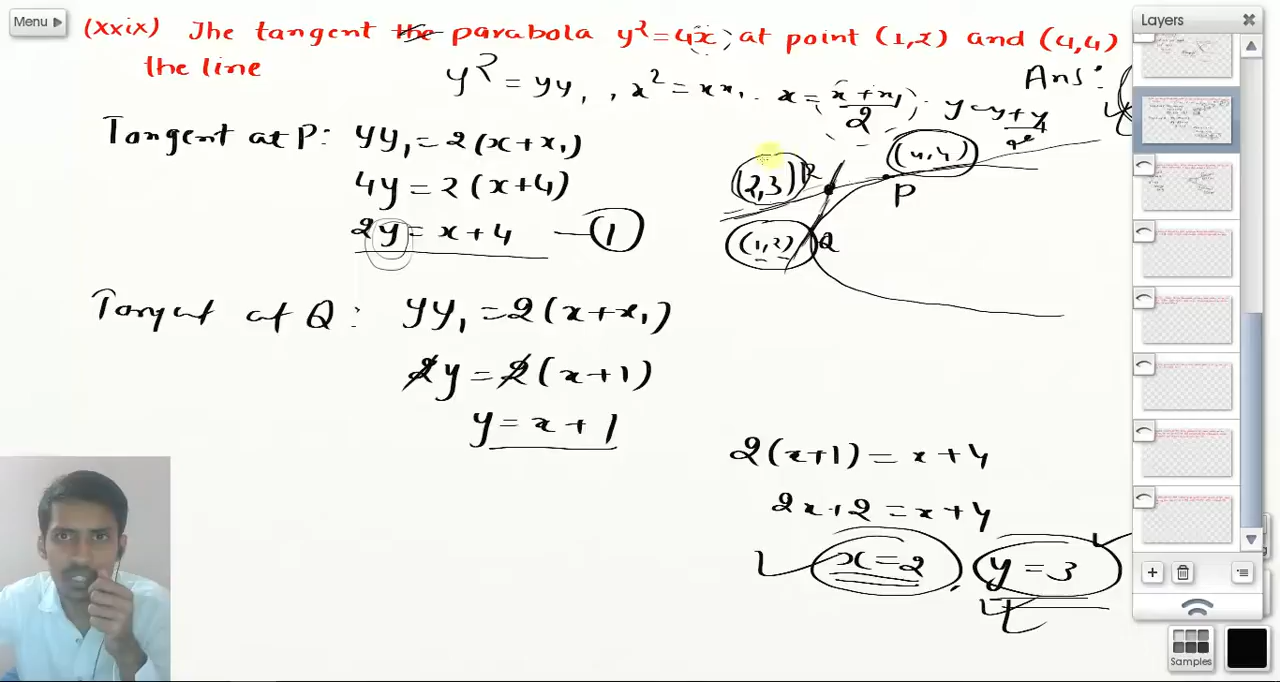 Menu
(xxix) The tangent the parabola y²=4x, at point (1,2) and (4,4)
the line
Ans:
y² = yy₁ , x² = xx₁ . x = x+x₁/2 . y=y+y
Tangent at P: yy₁ = 2(x+x₁)
4y = 2(x+4)
2y = x+4 — (1)
(2,3) R
(4,4)
P
(1,2) Q
Tangent at Q: yy₁ = 2(x+x₁)
2y = 2(x+1)
y = x+1
2(x+1) = x+4
2x+2 = x+4
x=2, y=3
Layers
Samples